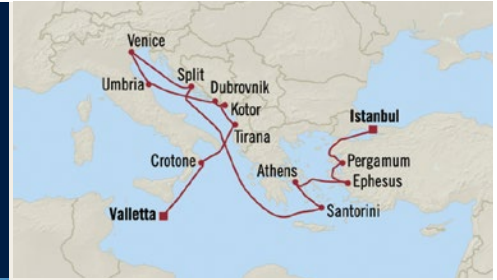 Venice
Umbria
Split
Dubrovnik
Kotor
Tirana
Istanbul
Crotone
Athens
Pergamum
Ephesus
Valletta
Santorini